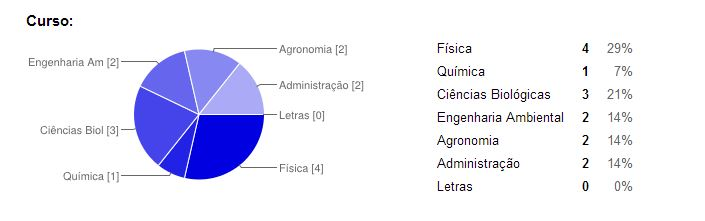 Curso:
Agronomia [2]
Engenharia Am [2]
Administração [2]
Letras [0]
Ciências Biol [3]
Física [4]
Química [1]
Física 4 29%
Química 1 7%
Ciências Biológicas 3 21%
Engenharia Ambiental 2 14%
Agronomia 2 14%
Administração 2 14%
Letras 0 0%